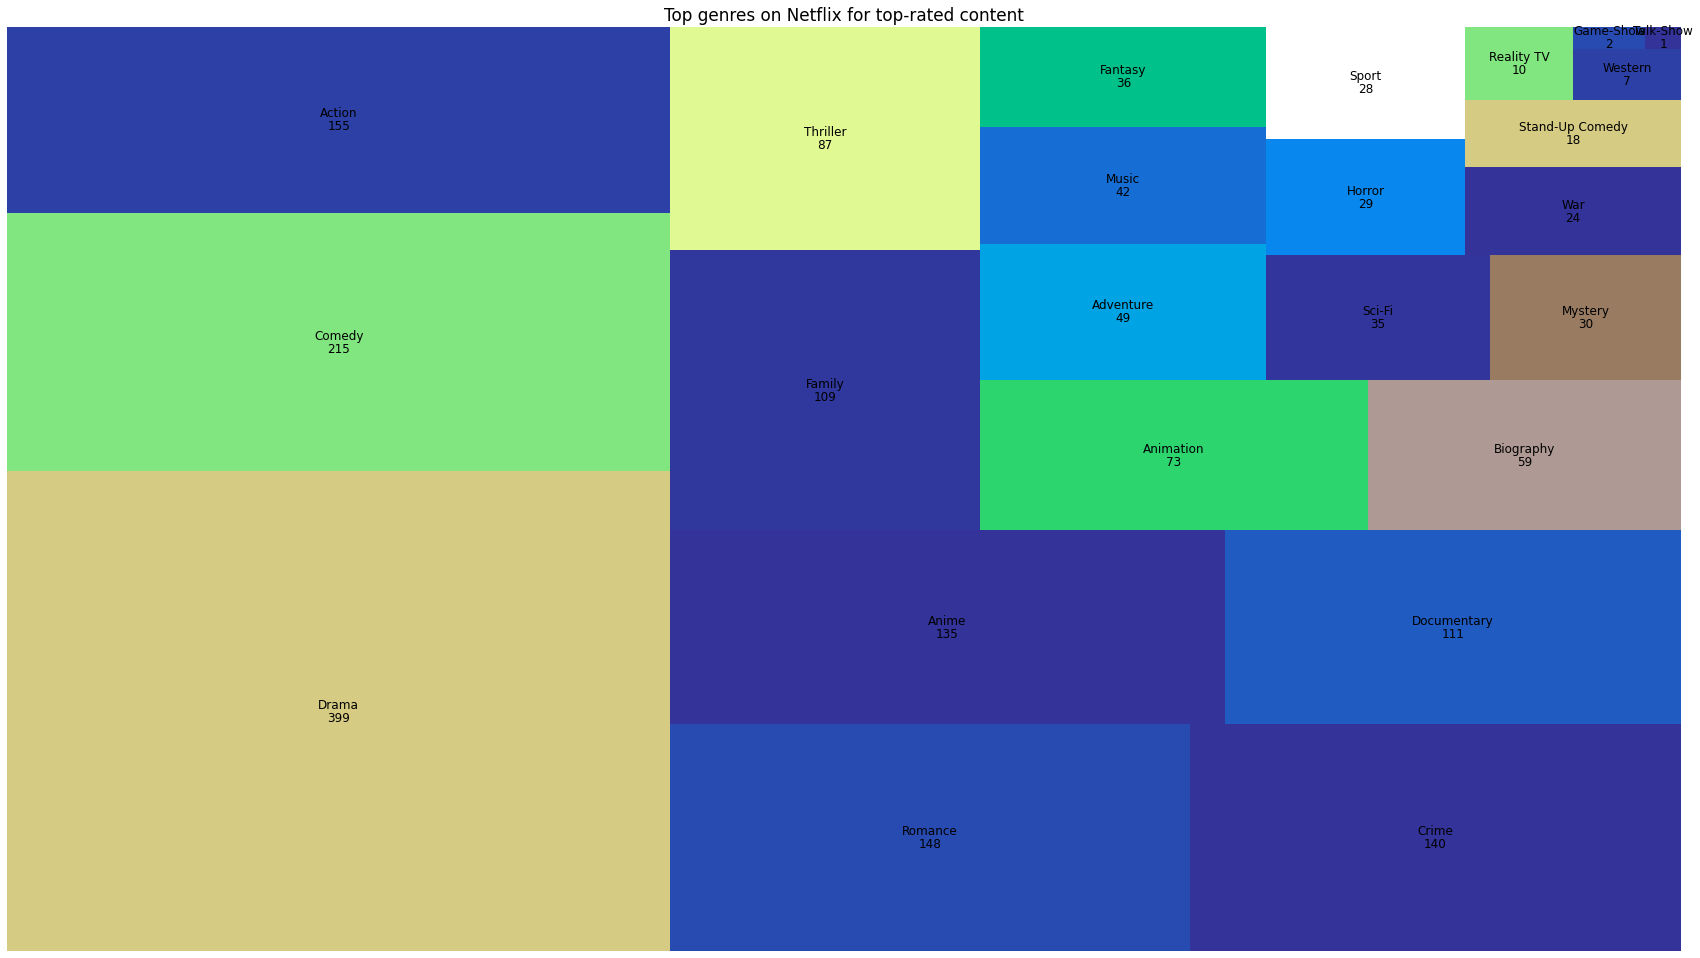 Top genres on Netflix for top-rated content
Action
155
Comedy
215
Drama
399
Thriller
87
Family
109
Anime
135
Romance
148
Documentary
111
Crime
140
Fantasy
36
Music
42
Adventure
49
Animation
73
Biography
59
Sport
28
Horror
29
Sci-Fi
35
Mystery
30
Reality TV
10
Game-Show
2
Talk-Show
1
Western
7
Stand-Up Comedy
18
War
24